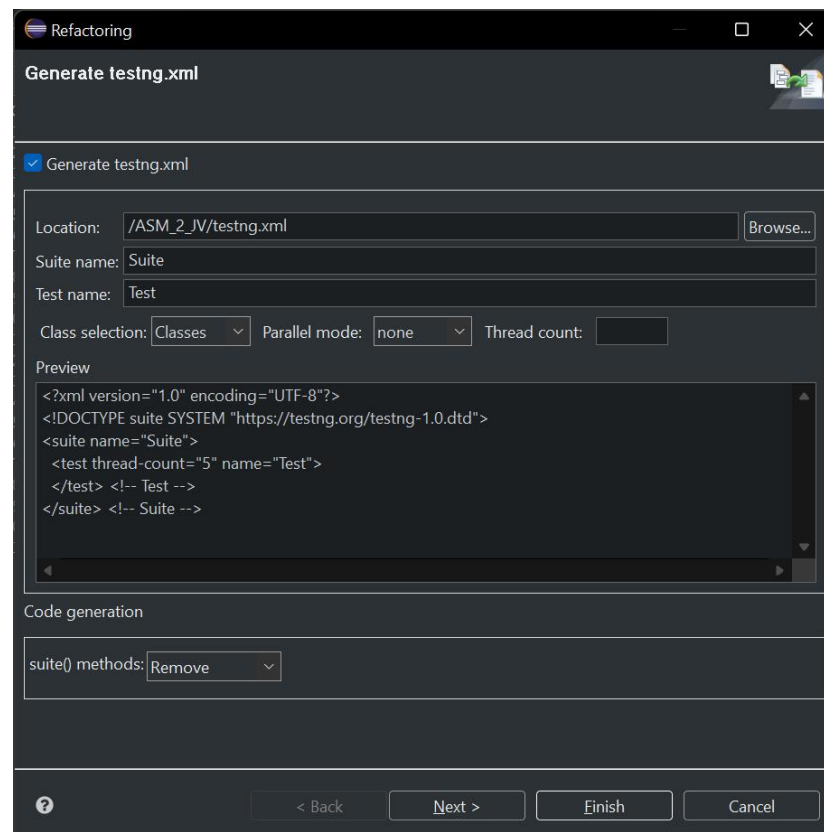 Refactoring
Generate testng.xml
Generate testng.xml
Location: /ASM_2_JV/testng.xml Browse...
Suite name: Suite
Test name: Test
Class selection: Classes Parallel mode: none Thread count:
Preview
<?xml version="1.0" encoding="UTF-8"?>
<!DOCTYPE suite SYSTEM "https://testng.org/testng-1.0.dtd">
<suite name="Suite">
<test thread-count="5" name="Test">
</test> <!-- Test -->
</suite> <!-- Suite -->
Code generation
suite() methods: Remove
< Back Next > Finish Cancel